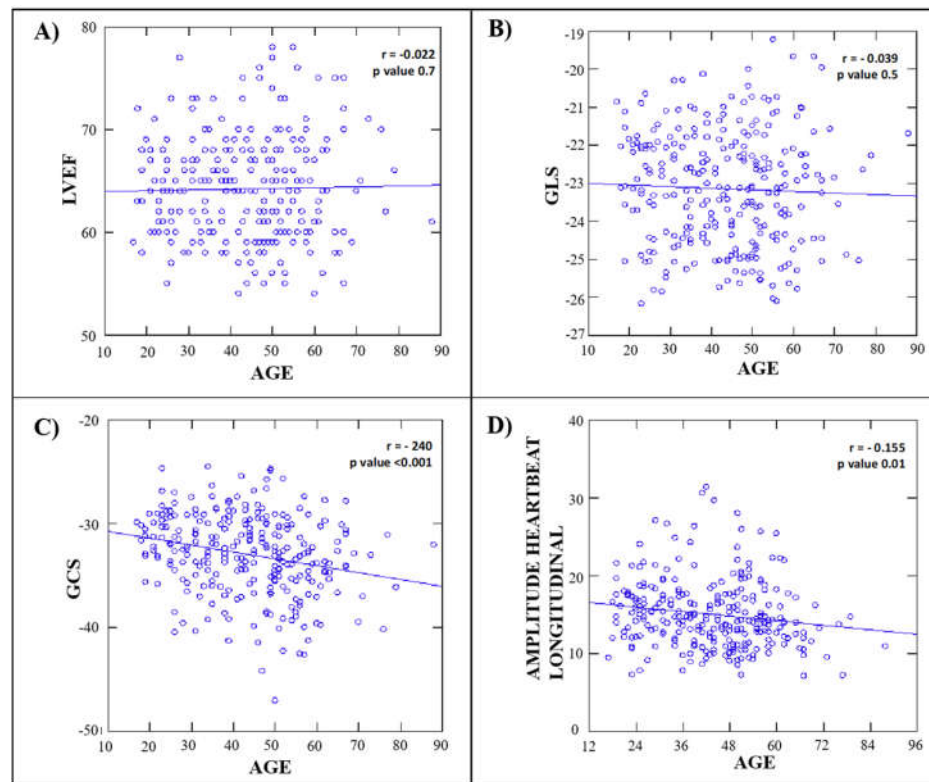 A)
r = -0.022
p value 0.7
80
70
60
50
LVEF
10 20 30 40 50 60 70 80 90
AGE
B)
r = - 0.039
p value 0.5
-19
-20
-21
-22
-23
-24
-25
-26
-27
GLS
10 20 30 40 50 60 70 80 90
AGE
C)
r = - 240
p value <0.001
-20
-30
-40
-50
GCS
10 20 30 40 50 60 70 80 90
AGE
D)
r = - 0.155
p value 0.01
40
30
20
10
0
AMPLITUDE HEARTBEAT
LONGITUDINAL
12 24 36 48 60 72 84 96
AGE